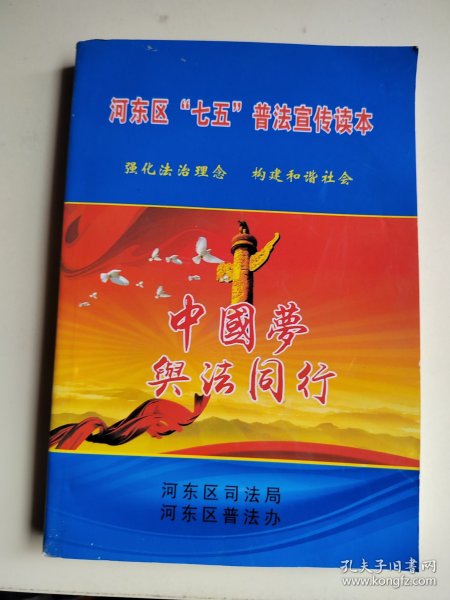 河东区“七五”普法宣传读本
强化法治理念 构建和谐社会
中國夢
與法同行
河东区司法局
河东区普法办
孔夫子旧书网
www.kongfz.com